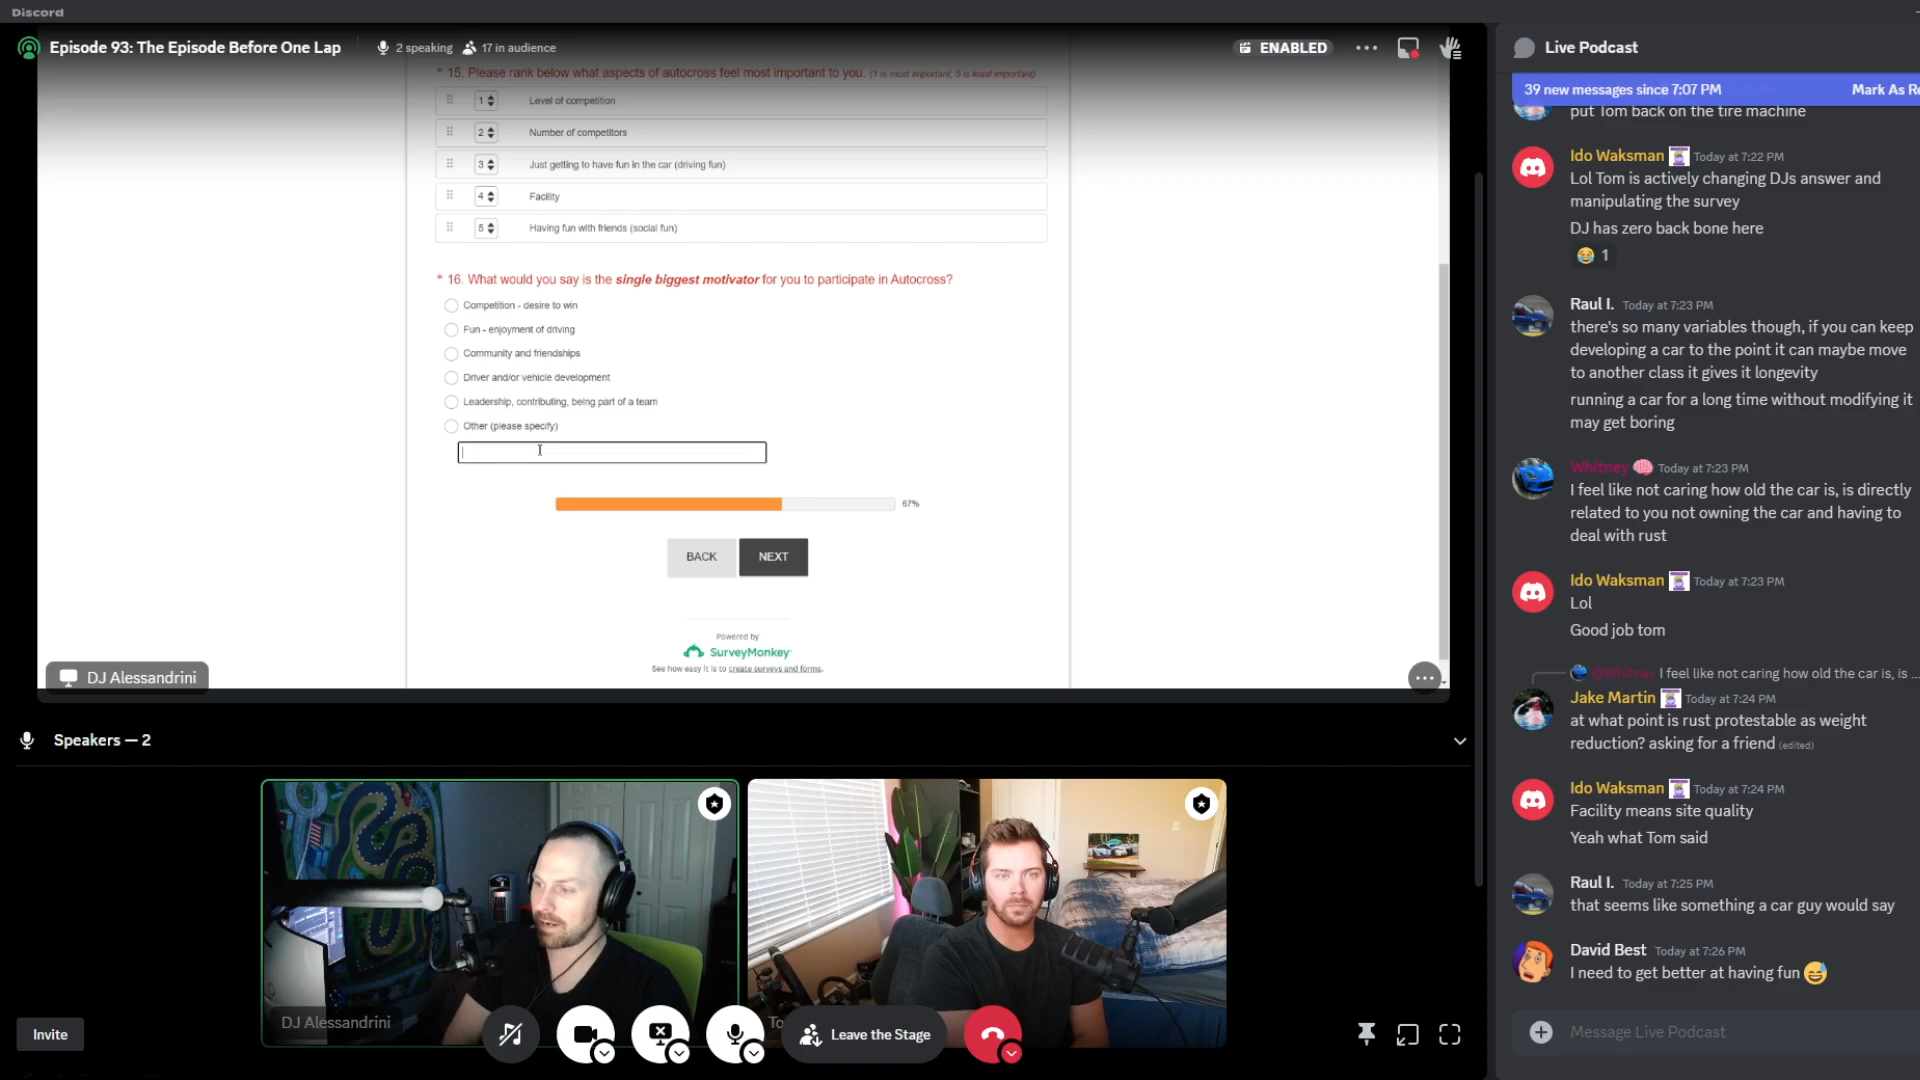 Discord
Episode 93: The Episode Before One Lap
2 speaking
17 in audience
ENABLED
* 15. Please rank below what aspects of autocross feel most important to you. (1 is most important, 5 is least important)
1 Level of competition
2 Number of competitors
3 Just getting to have fun in the car (driving fun)
4 Facility
5 Having fun with friends (social fun)
* 16. What would you say is the single biggest motivator for you to participate in Autocross?
Competition - desire to win
Fun - enjoyment of driving
Community and friendships
Driver and/or vehicle development
Leadership, contributing, being part of a team
Other (please specify)
67%
BACK
NEXT
Powered by
SurveyMonkey
See how easy it is to create surveys and forms.
DJ Alessandrini
Speakers — 2
DJ Alessandrini
To
Invite
Leave the Stage
Live Podcast
39 new messages since 7:07 PM
Mark As Re
put Tom back on the tire machine
Ido Waksman Today at 7:22 PM
Lol Tom is actively changing DJs answer and
manipulating the survey
DJ has zero back bone here
1
Raul I. Today at 7:23 PM
there's so many variables though, if you can keep
developing a car to the point it can maybe move
to another class it gives it longevity
running a car for a long time without modifying it
may get boring
Whitney Today at 7:23 PM
I feel like not caring how old the car is, is directly
related to you not owning the car and having to
deal with rust
Ido Waksman Today at 7:23 PM
Lol
Good job tom
@Whitney I feel like not caring how old the car is, is ...
Jake Martin Today at 7:24 PM
at what point is rust protestable as weight
reduction? asking for a friend (edited)
Ido Waksman Today at 7:24 PM
Facility means site quality
Yeah what Tom said
Raul I. Today at 7:25 PM
that seems like something a car guy would say
David Best Today at 7:26 PM
I need to get better at having fun
Message Live Podcast